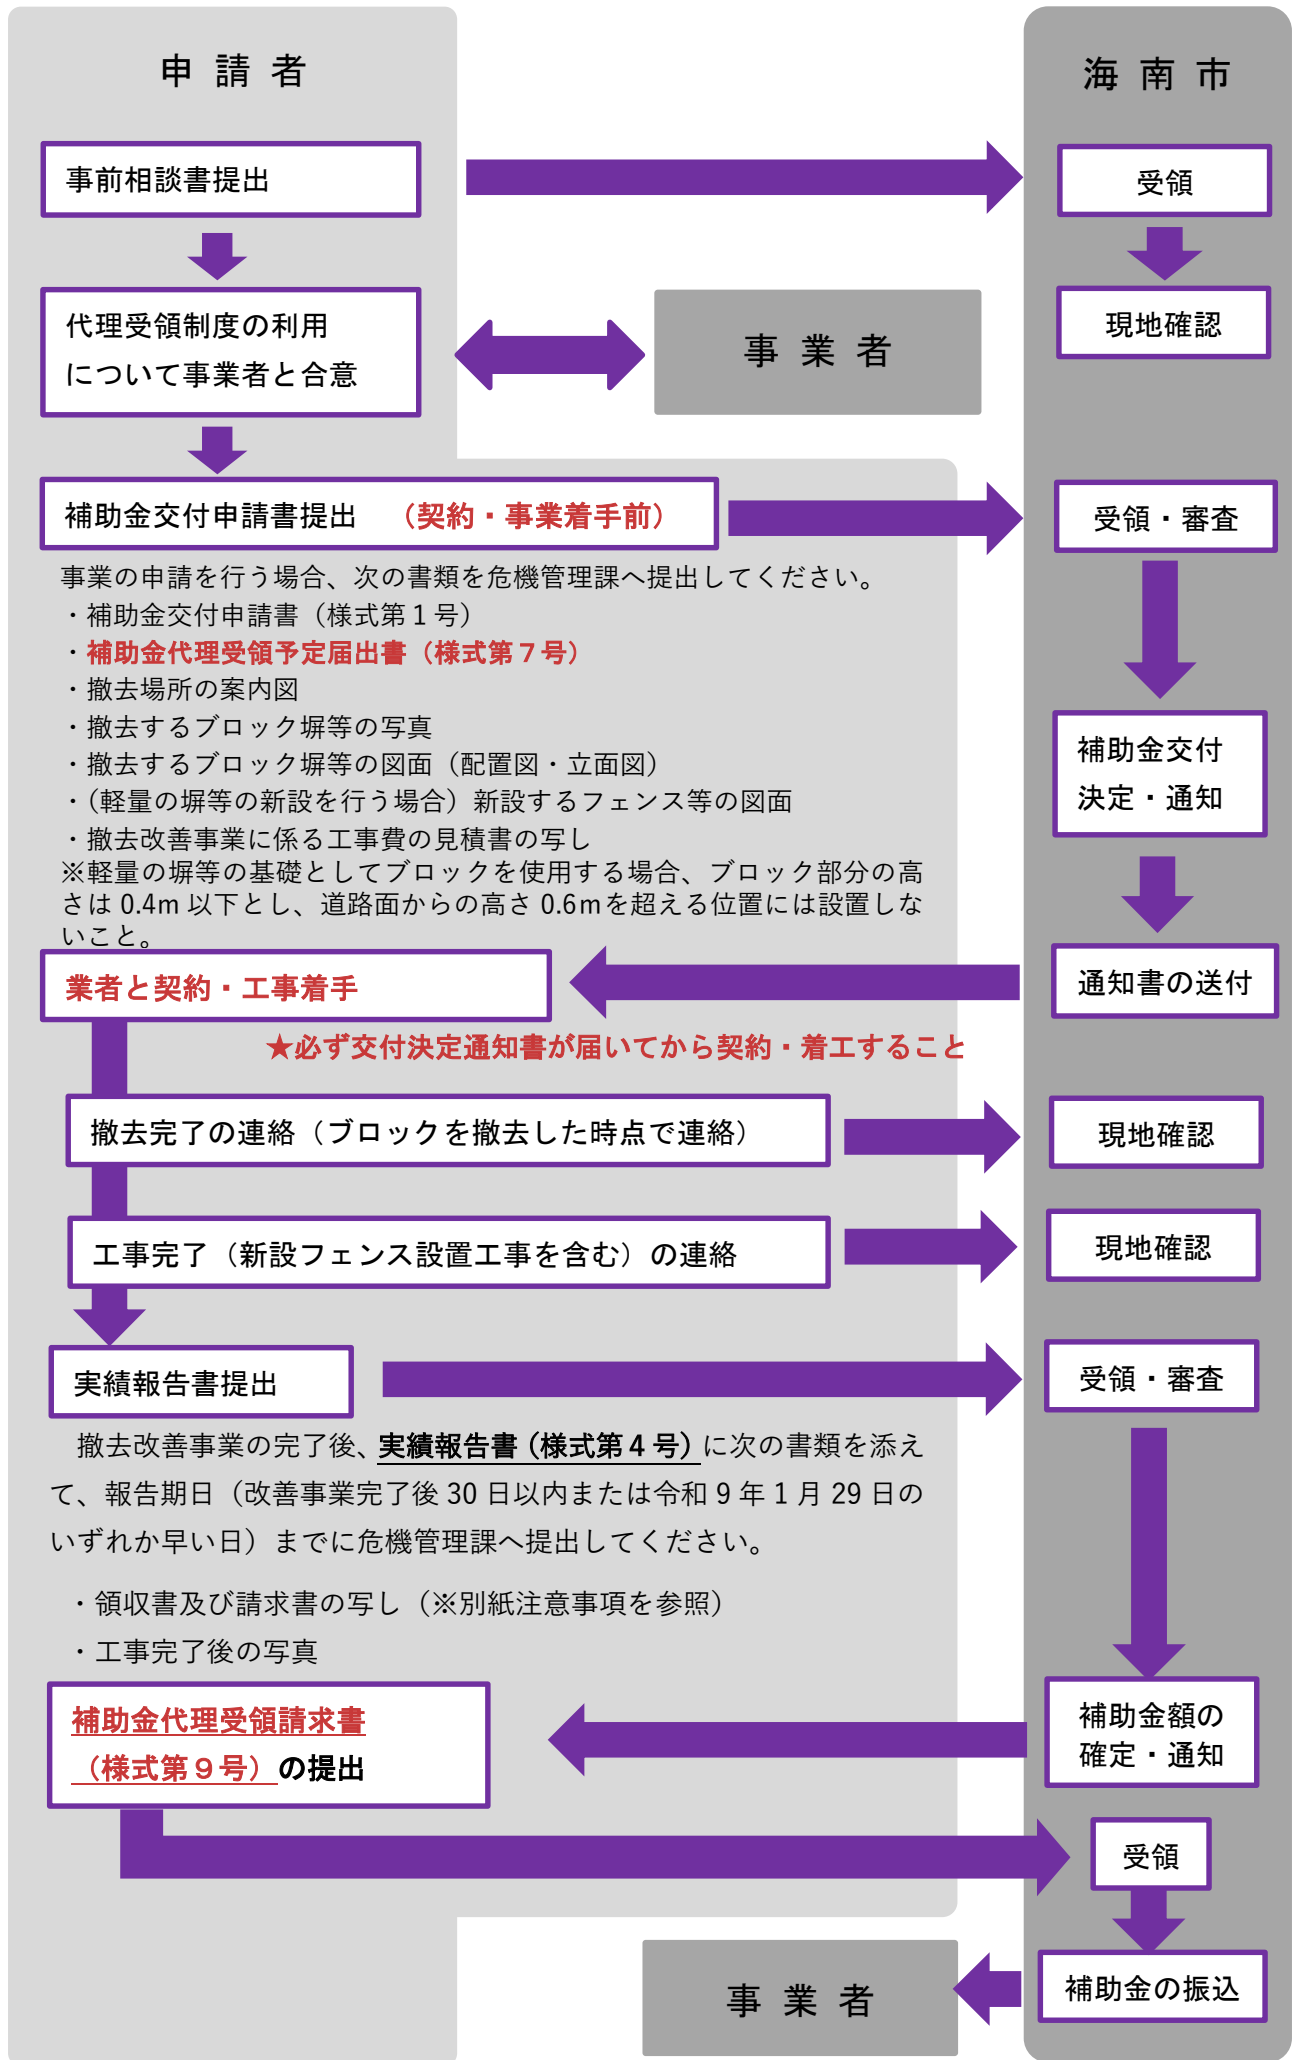 申請者
海南市
事前相談書提出
受領
代理受領制度の利用
について事業者と合意
事業者
現地確認
補助金交付申請書提出　（契約・事業着手前）
受領・審査
事業の申請を行う場合、次の書類を危機管理課へ提出してください。
・補助金交付申請書（様式第１号）
・補助金代理受領予定届出書（様式第７号）
・撤去場所の案内図
・撤去するブロック塀等の写真
・撤去するブロック塀等の図面（配置図・立面図）
・（軽量の塀等の新設を行う場合）新設するフェンス等の図面
・撤去改善事業に係る工事費の見積書の写し
※軽量の塀等の基礎としてブロックを使用する場合、ブロック部分の高
さは 0.4m 以下とし、道路面からの高さ 0.6mを超える位置には設置しな
いこと。
補助金交付
決定・通知
業者と契約・工事着手
通知書の送付
★必ず交付決定通知書が届いてから契約・着工すること
撤去完了の連絡（ブロックを撤去した時点で連絡）
現地確認
工事完了（新設フェンス設置工事を含む）の連絡
現地確認
実績報告書提出
受領・審査
撤去改善事業の完了後、実績報告書（様式第４号）に次の書類を添え
て、報告期日（改善事業完了後 30 日以内または令和 9 年 1 月 29 日の
いずれか早い日）までに危機管理課へ提出してください。
・領収書及び請求書の写し（※別紙注意事項を参照）
・工事完了後の写真
補助金代理受領請求書
（様式第９号）の提出
補助金額の
確定・通知
受領
事業者
補助金の振込